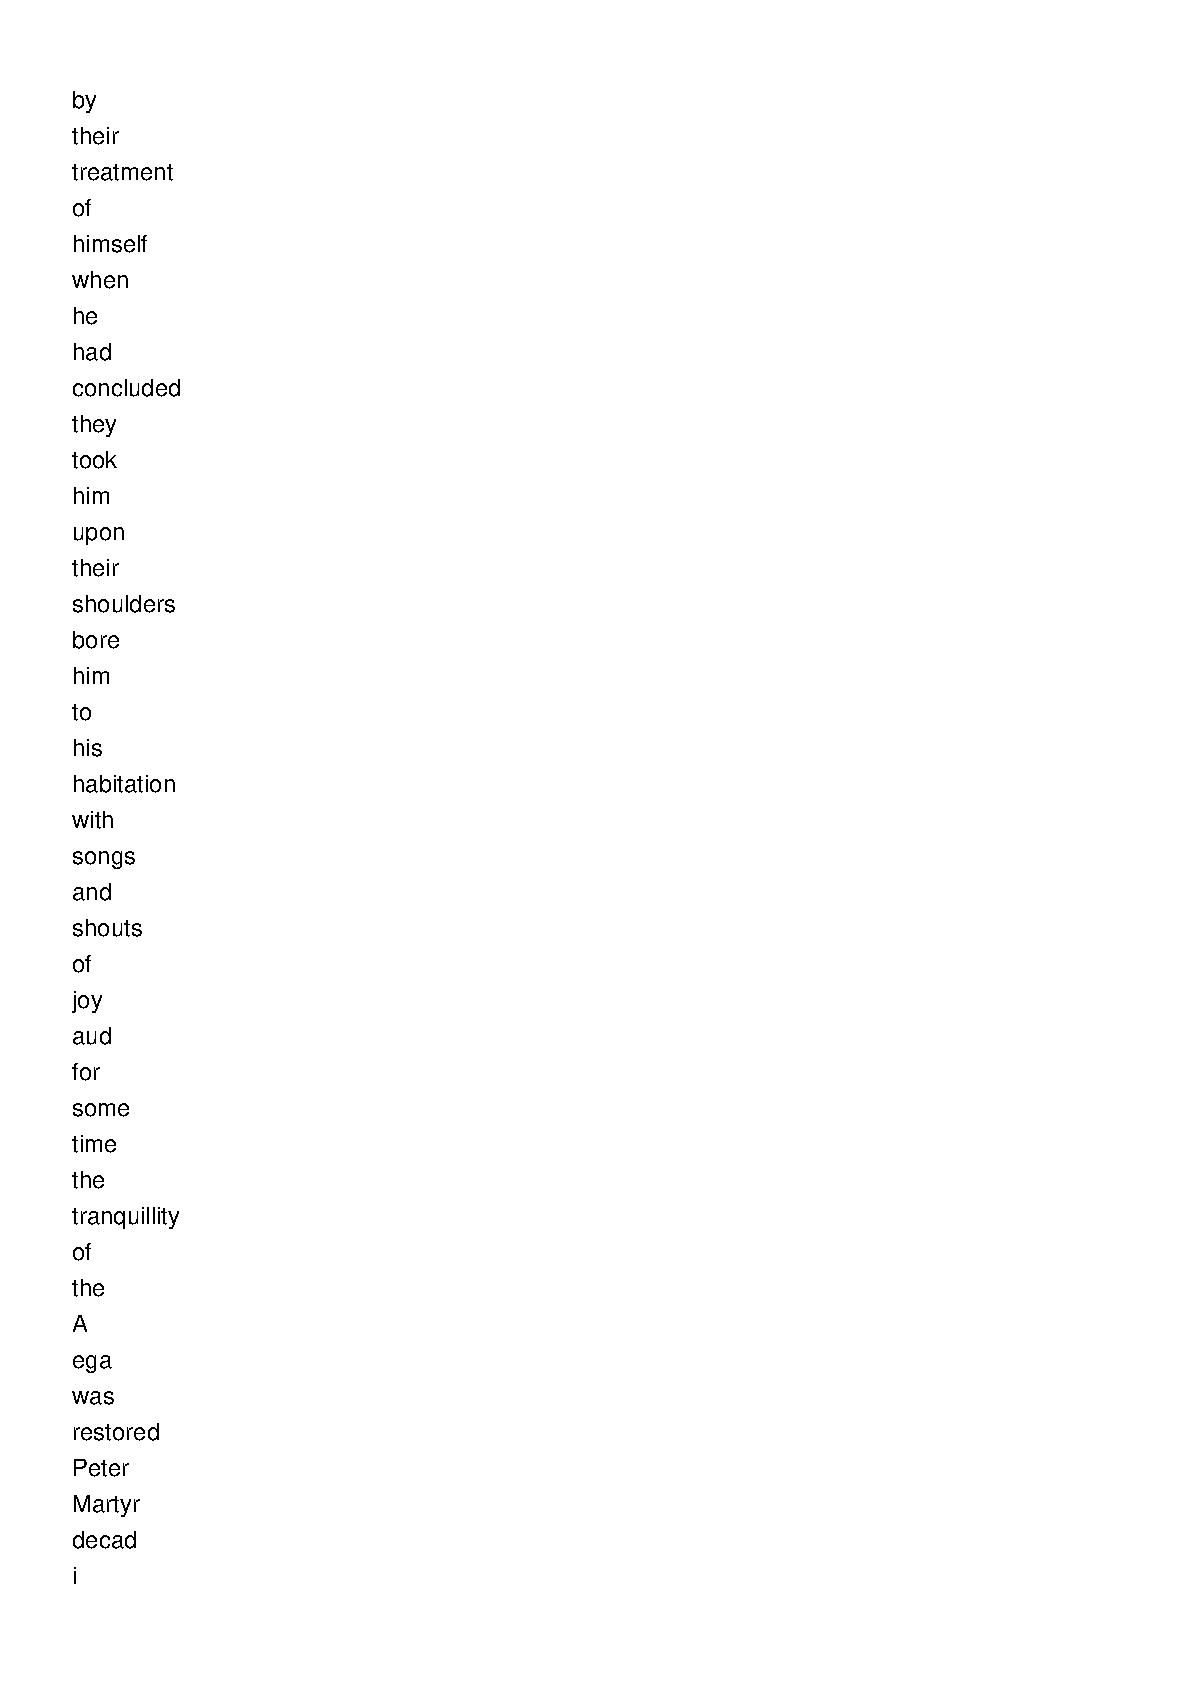 by
their
treatment
of
himself
when
he
had
concluded
they
took
him
upon
their
shoulders
bore
him
to
his
habitation
with
songs
and
shouts
of
joy
aud
for
some
time
the
tranquillity
of
the
A
ega
was
restored
Peter
Martyr
decad
i